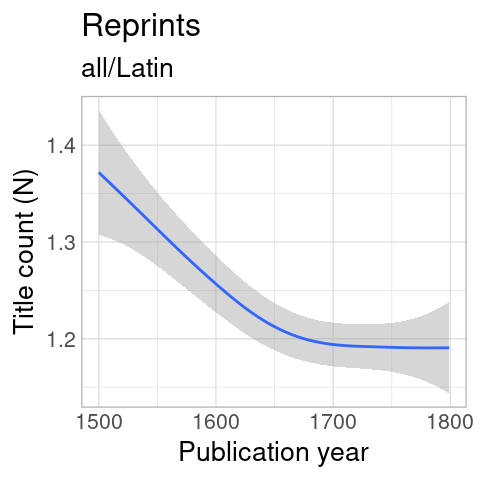 Reprints
all/Latin
Title count (N)
1.4
1.3
1.2
1500 1600 1700 1800
Publication year